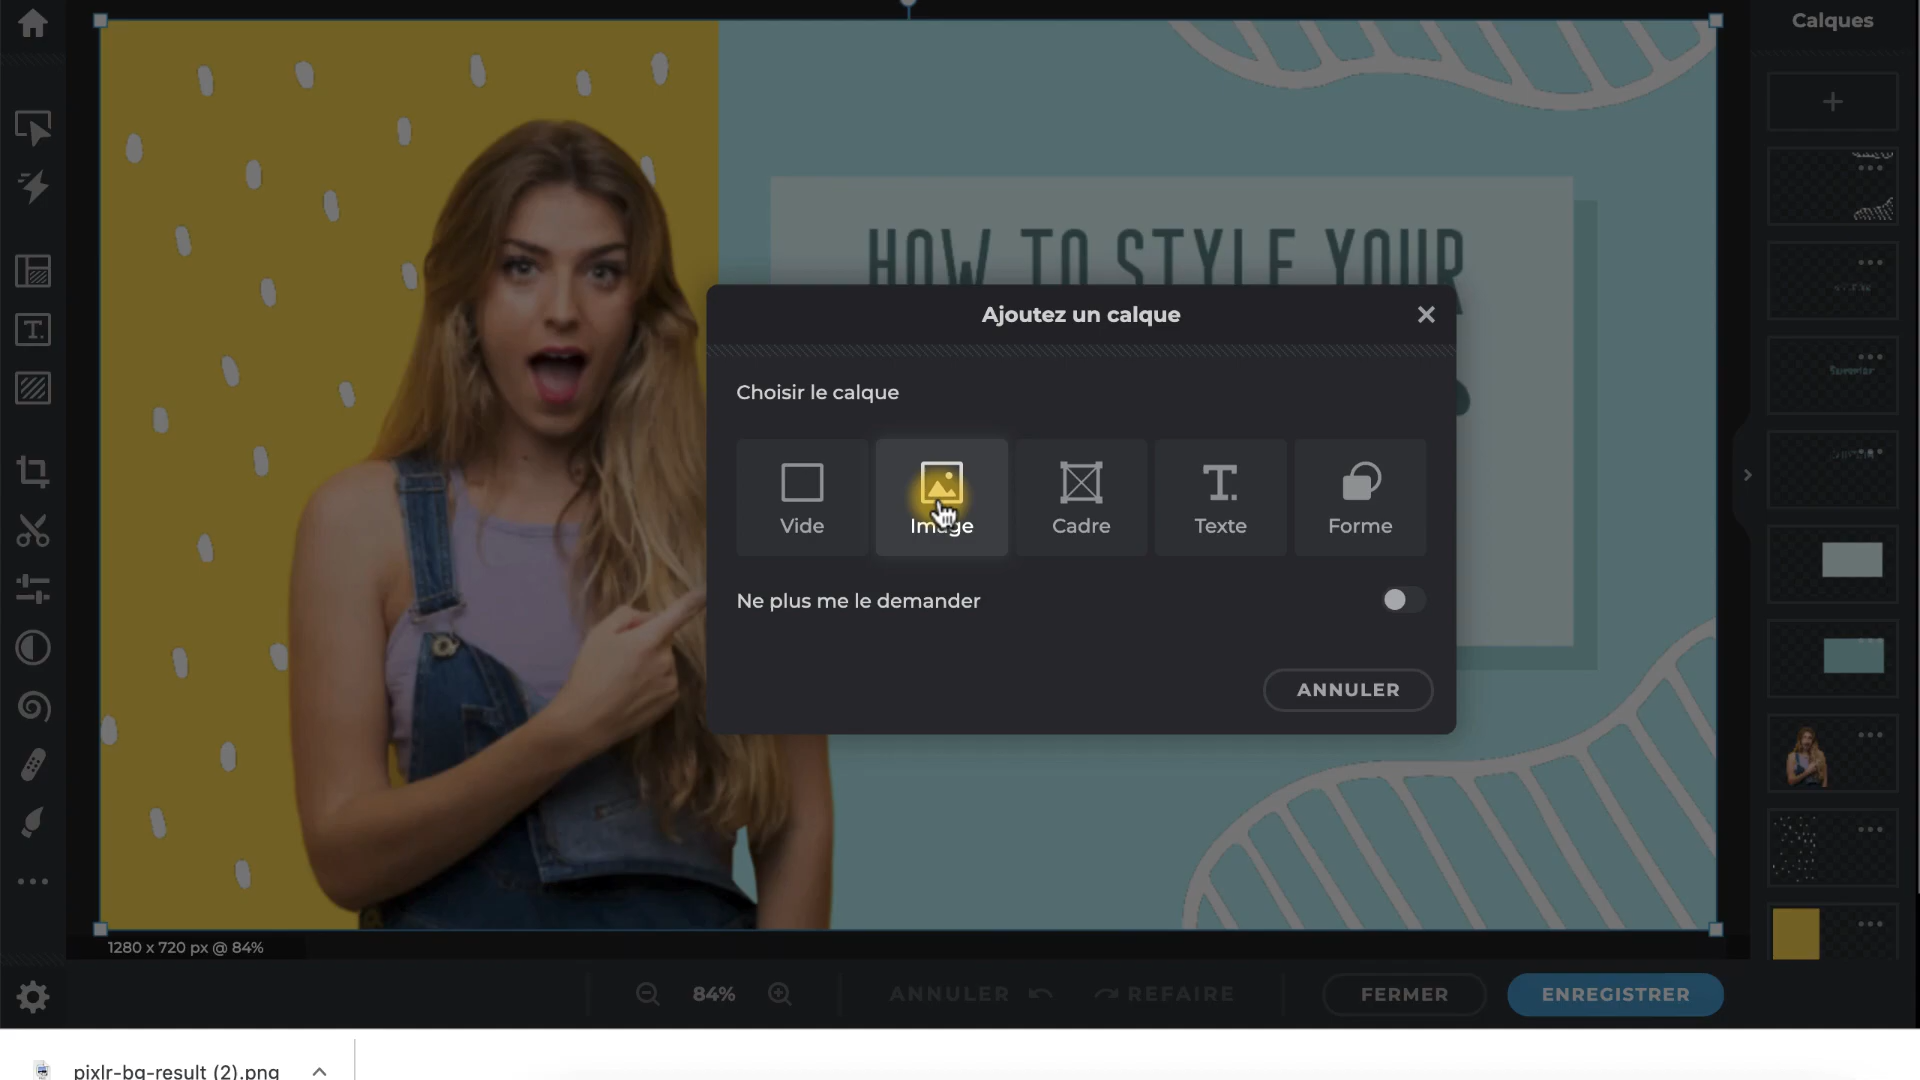 Calques
HOW TO STYLE YOUR
Ajoutez un calque
Choisir le calque
Vide
Image
Cadre
Texte
Forme
Ne plus me le demander
ANNULER
Summer
1280 x 720 px @ 84%
84%
ANNULER
REFAIRE
FERMER
ENREGISTRER
pixlr-bg-result (2).png